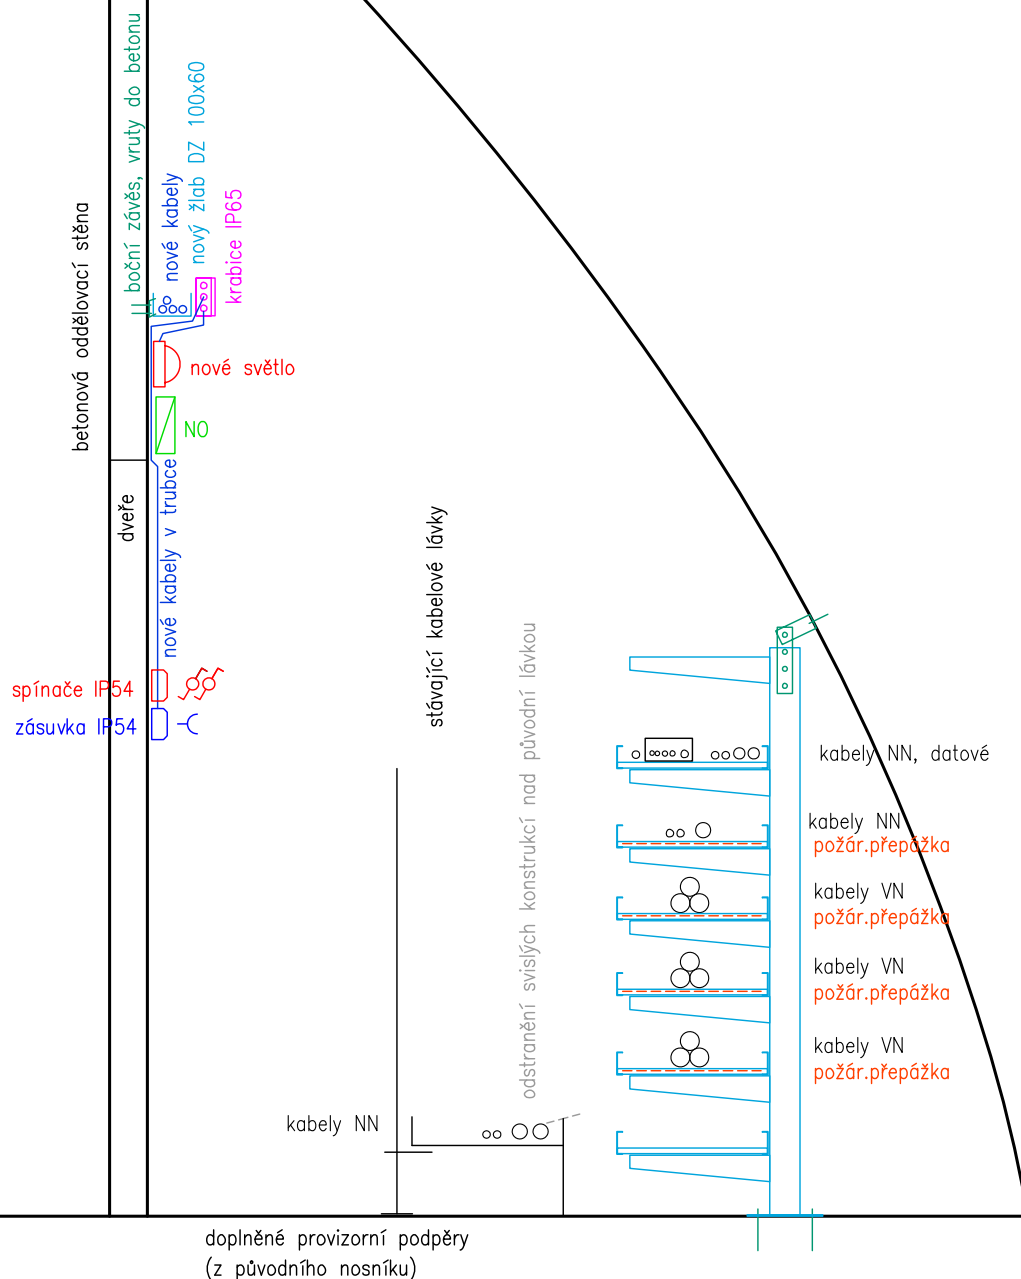 betonová oddělovací stěna
boční závěs, vruty do betonu
nové kabely
nový žlab DZ 100x60
krabice IP65
nové světlo
NO
dveře
nové kabely v trubce
spínače IP54
zásuvka IP54
stávající kabelové lávky
odstranění svislých konstrukcí nad původní lávkou
kabely NN, datové
kabely NN
požár.přepážka
kabely VN
požár.přepážka
kabely VN
požár.přepážka
kabely VN
požár.přepážka
kabely NN
doplněné provizorní podpěry
(z původního nosníku)